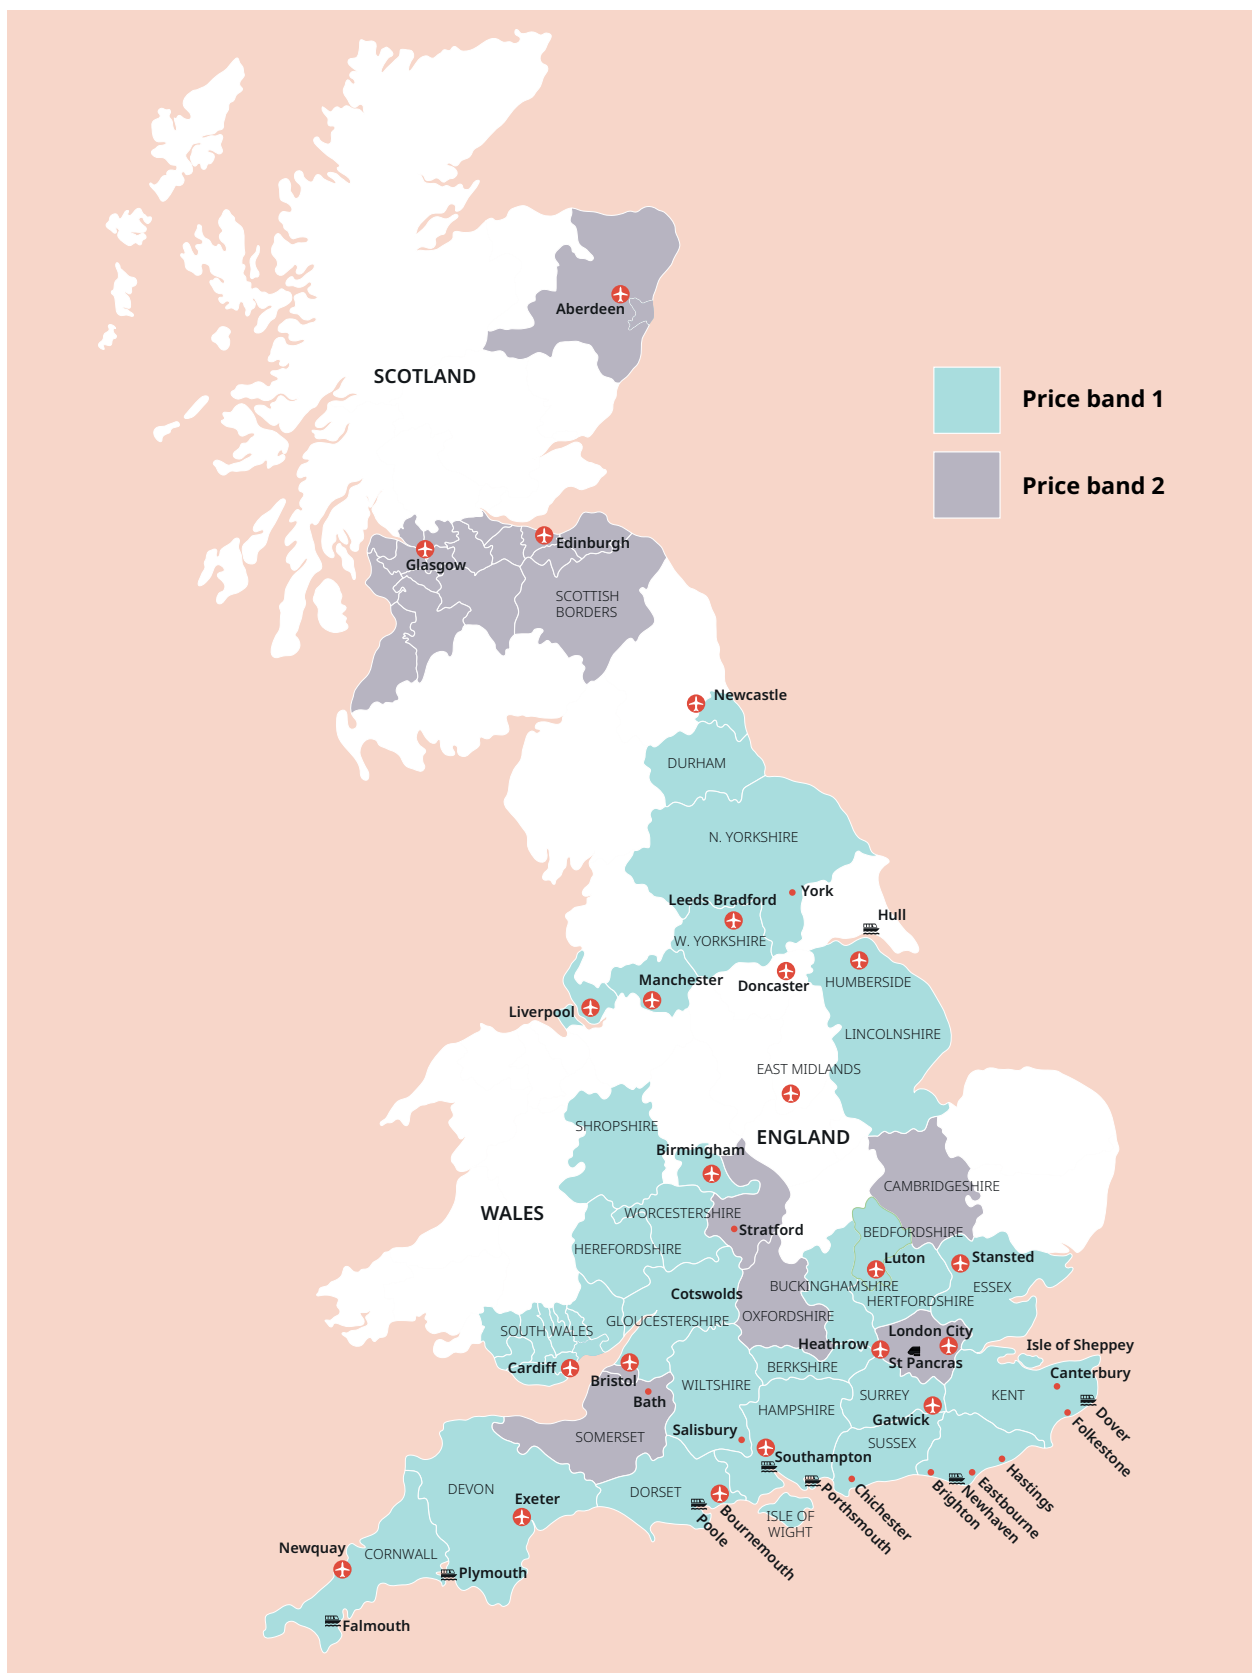 Aberdeen
SCOTLAND
Price band 1
Price band 2
Edinburgh
Glasgow
SCOTTISH
BORDERS
Newcastle
DURHAM
N. YORKSHIRE
York
Leeds Bradford
Hull
W. YORKSHIRE
Manchester
Doncaster
HUMBERSIDE
Liverpool
LINCOLNSHIRE
EAST MIDLANDS
SHROPSHIRE
ENGLAND
Birmingham
CAMBRIDGESHIRE
WALES
WORCESTERSHIRE
Stratford
BEDFORDSHIRE
HEREFORDSHIRE
Luton
Stansted
BUCKINGHAMSHIRE
ESSEX
Cotswolds
HERTFORDSHIRE
OXFORDSHIRE
GLOUCESTERSHIRE
SOUTH WALES
London City
Heathrow
Isle of Sheppey
St Pancras
Cardiff
BERKSHIRE
Canterbury
Bristol
WILTSHIRE
SURREY
KENT
Bath
HAMPSHIRE
Gatwick
Dover
Folkestone
Salisbury
SOMERSET
SUSSEX
Southampton
Hastings
Eastbourne
Newhaven
Brighton
Chichester
Porthsmouth
DEVON
DORSET
Exeter
Poole
Bournemouth
ISLE OF
WIGHT
Newquay
CORNWALL
Plymouth
Falmouth